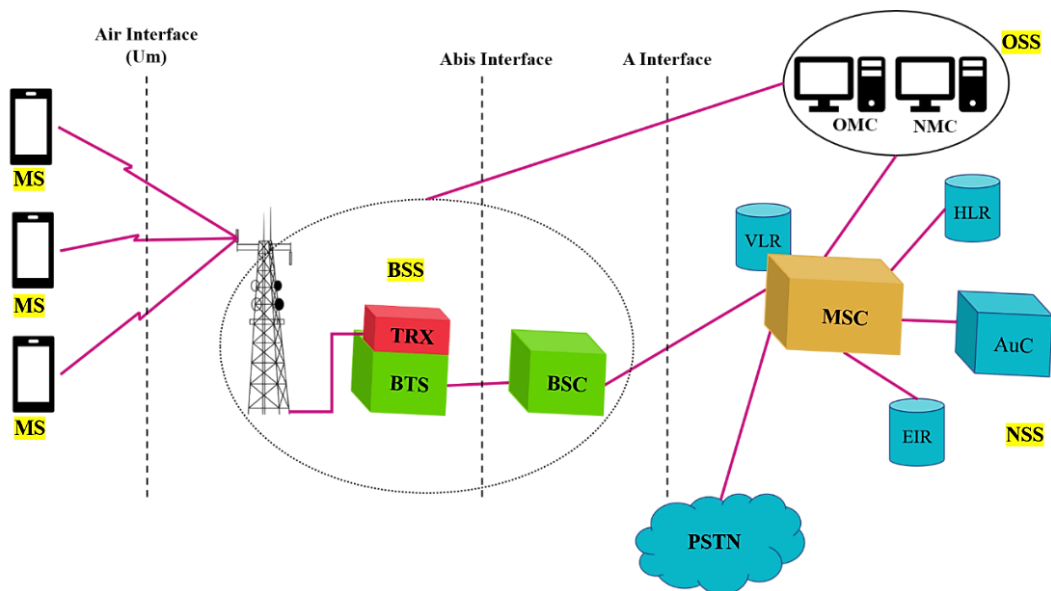 Air Interface
(Um)
Abis Interface
A Interface
OSS
OMC
NMC
MS
MS
MS
BSS
TRX
BTS
BSC
VLR
HLR
MSC
AuC
EIR
NSS
PSTN